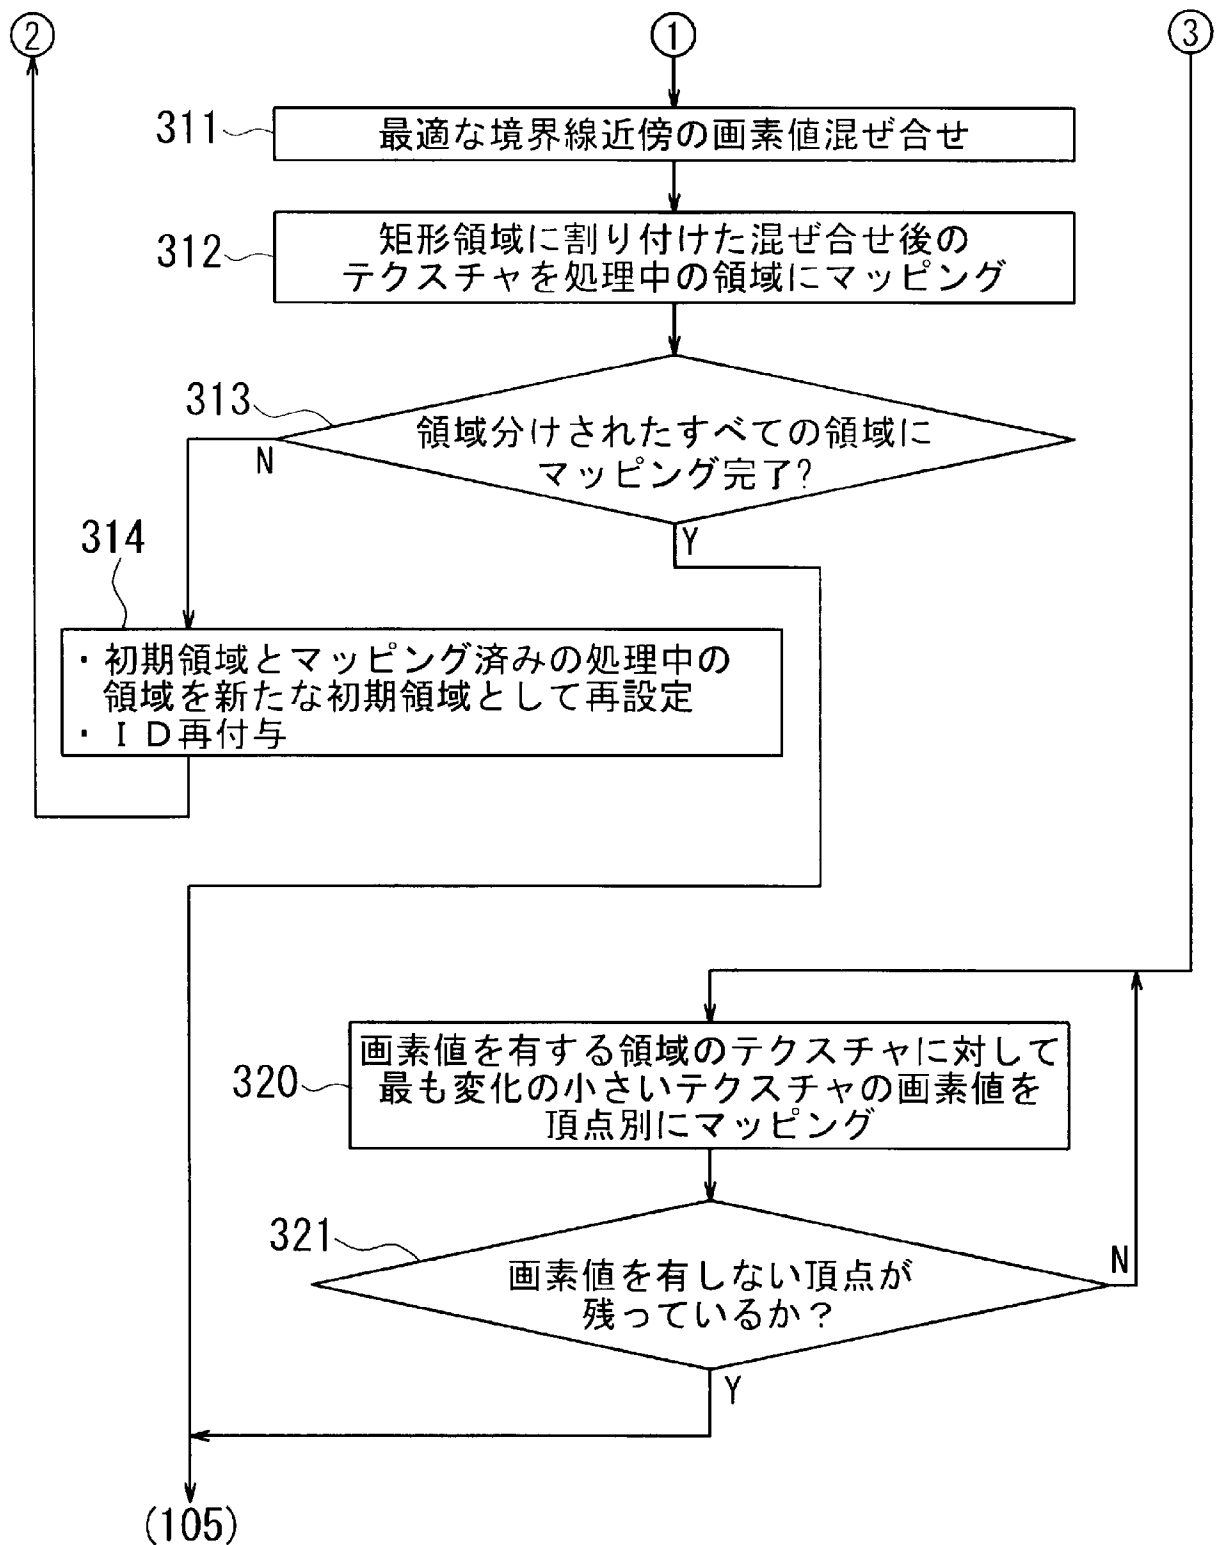 ②
①
③
311
最適な境界線近傍の画素値混ぜ合せ
312
矩形領域に割り付けた混ぜ合せ後の
テクスチャを処理中の領域にマッピング
313
領域分けされたすべての領域に
マッピング完了?
N
Y
314
・初期領域とマッピング済みの処理中の
領域を新たな初期領域として再設定
・ＩＤ再付与
320
画素値を有する領域のテクスチャに対して
最も変化の小さいテクスチャの画素値を
頂点別にマッピング
321
画素値を有しない頂点が
残っているか？
N
Y
(105)